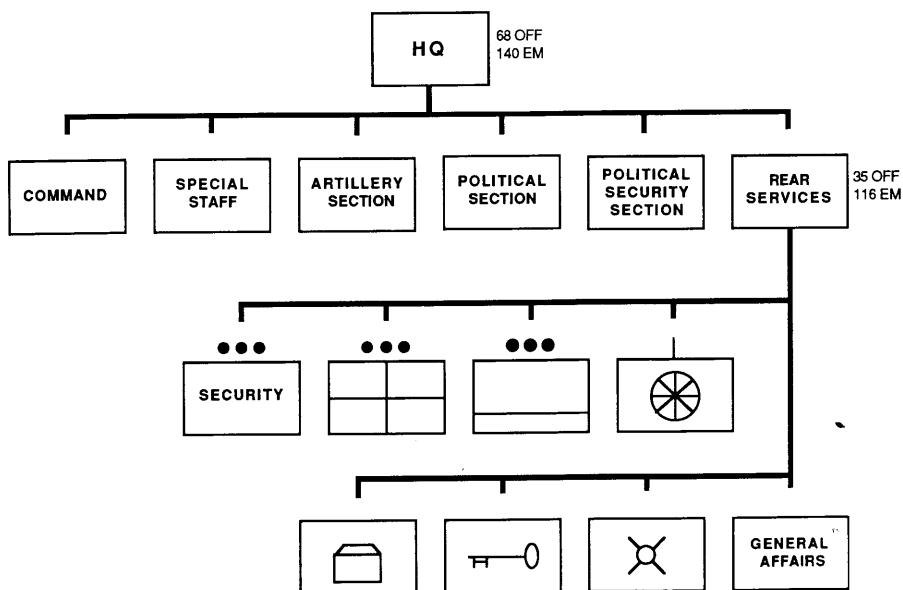 HQ
68 OFF
140 EM
COMMAND
SPECIAL
STAFF
ARTILLERY
SECTION
POLITICAL
SECTION
POLITICAL
SECURITY
SECTION
REAR
SERVICES
35 OFF
116 EM
SECURITY
GENERAL
AFFAIRS